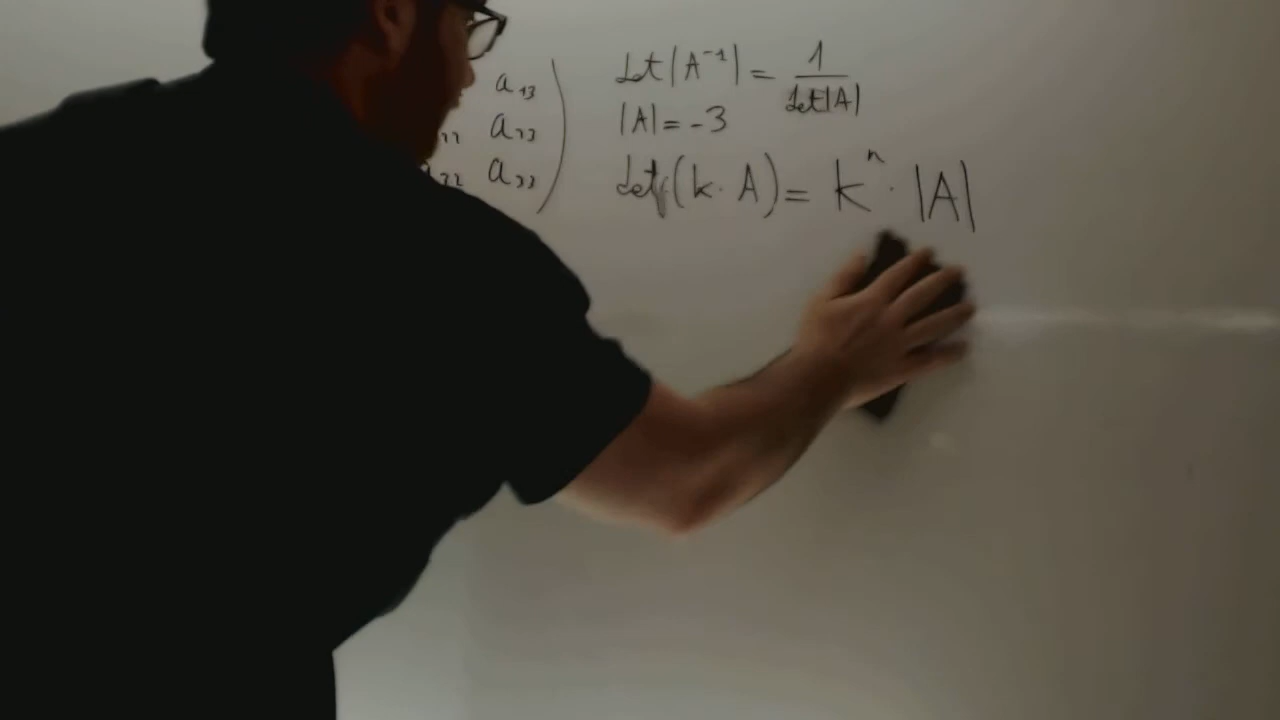 a₁₃ ) det|A⁻¹| = 1/det|A|
a₂₃ |A| = -3
a₃₃ det(k · A) = kⁿ · |A|